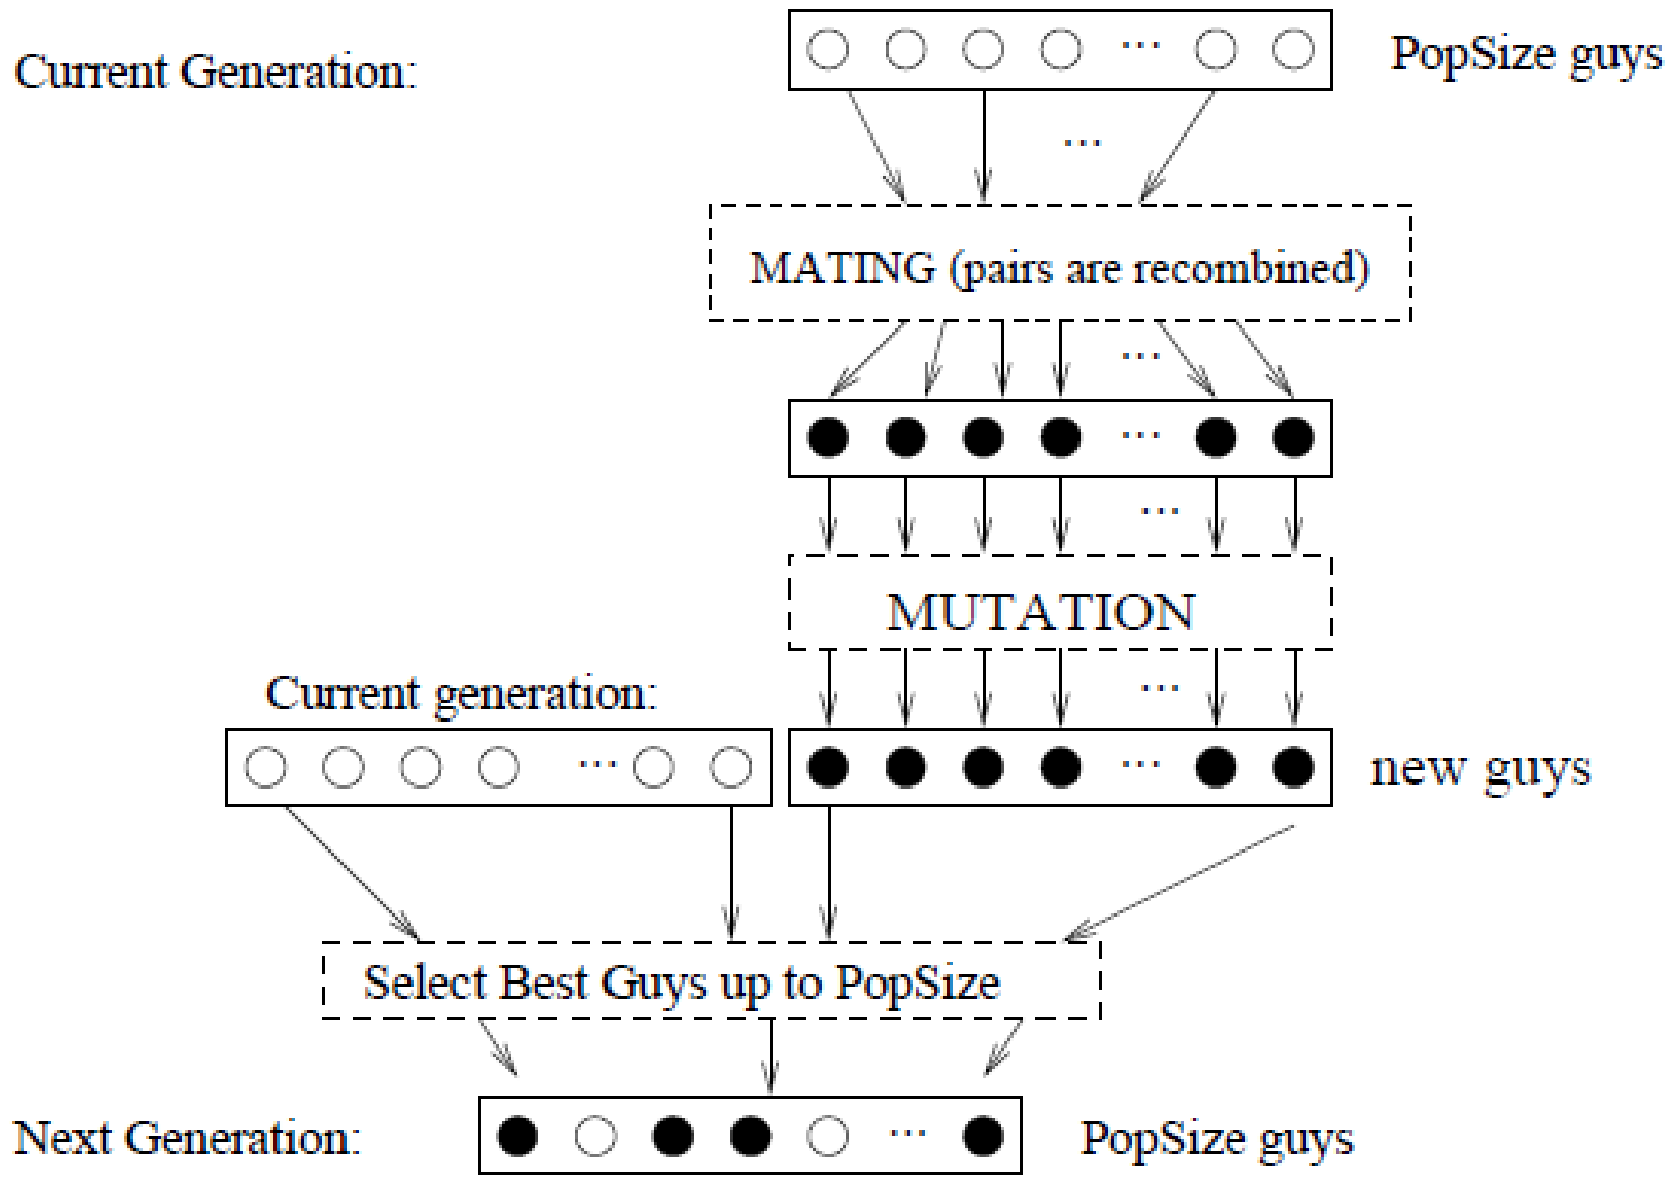 Current Generation:
... PopSize guys
...
MATING (pairs are recombined)
...
...
...
MUTATION
...
Current generation:
... ... new guys
Select Best Guys up to PopSize
Next Generation: ... PopSize guys